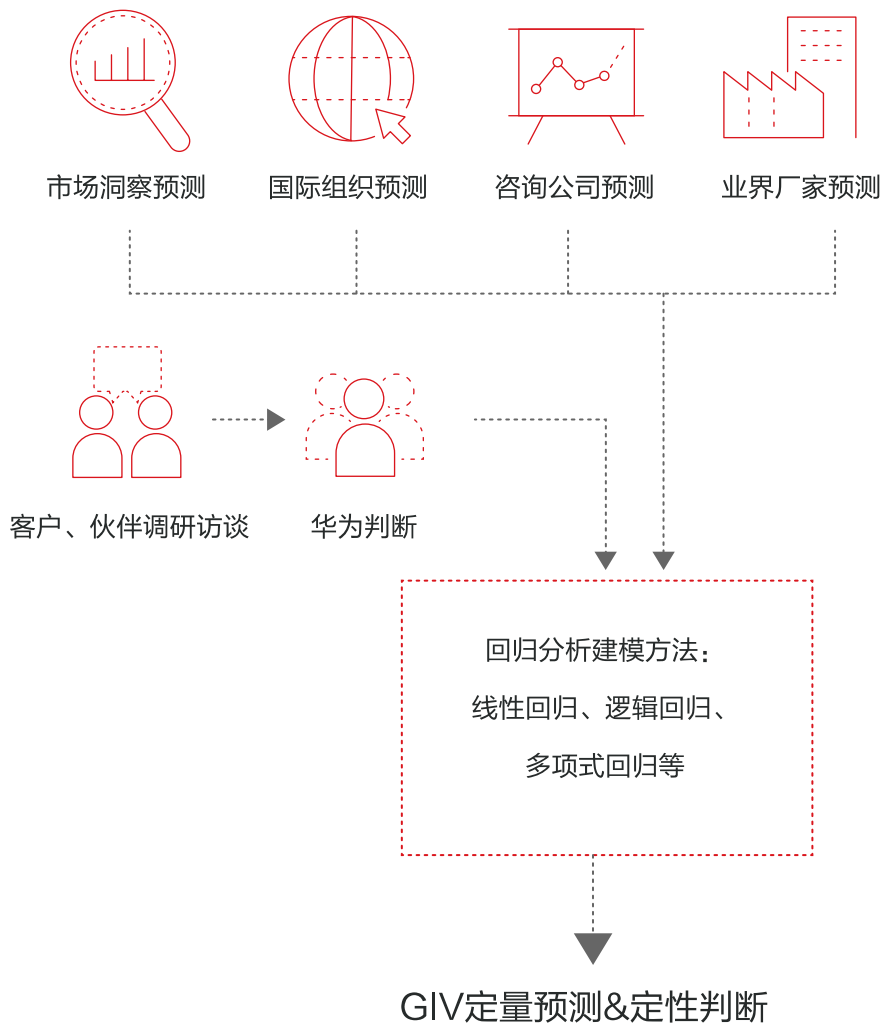 市场洞察预测
国际组织预测
咨询公司预测
业界厂家预测
客户、伙伴调研访谈
华为判断
回归分析建模方法：
线性回归、逻辑回归、
多项式回归等
GIV定量预测&定性判断